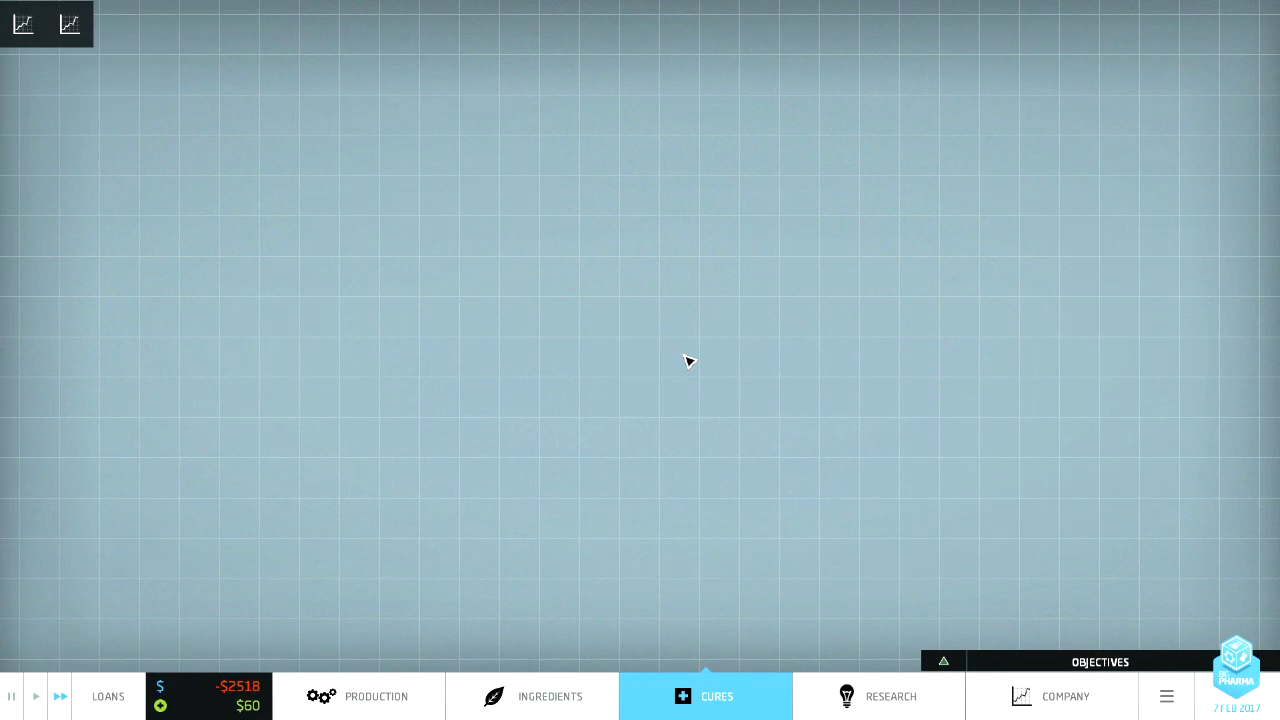 OBJECTIVES
LOANS
$ -$2518
$60
PRODUCTION
INGREDIENTS
CURES
RESEARCH
COMPANY
BIG
PHARMA
7 FEB 2017